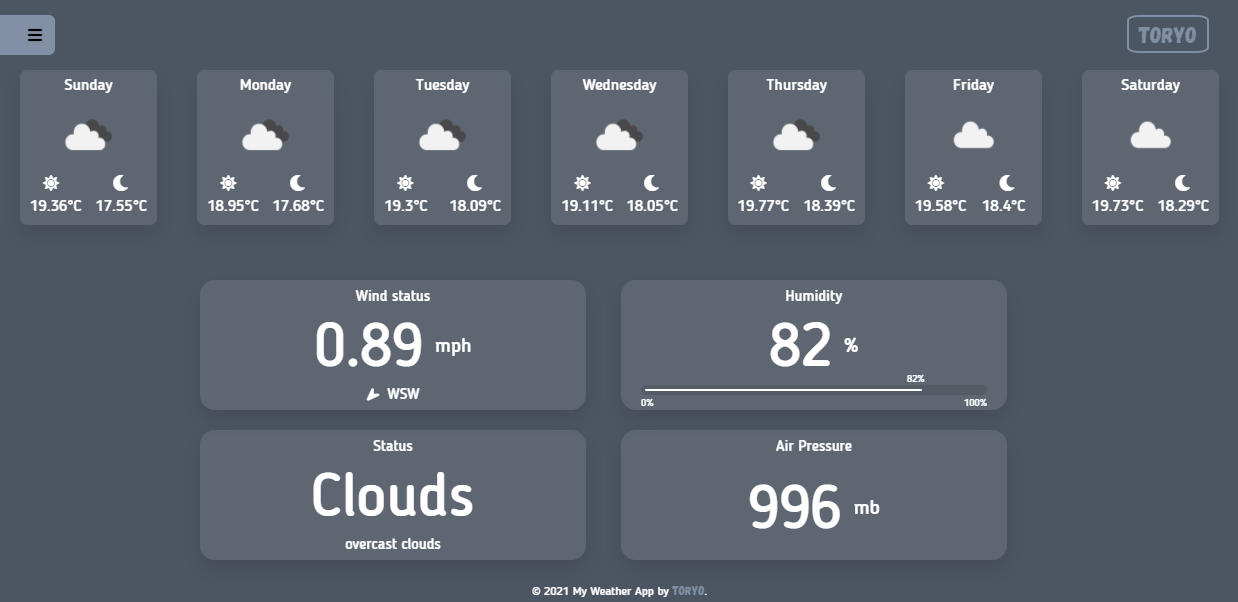 TORYO
Sunday Monday Tuesday Wednesday Thursday Friday Saturday
19.36°C 17.55°C 18.95°C 17.68°C 19.3°C 18.09°C 19.11°C 18.05°C 19.77°C 18.39°C 19.58°C 18.4°C 19.73°C 18.29°C
Wind status
0.89 mph
WSW
Humidity
82 %
82%
0% 100%
Status
Clouds
overcast clouds
Air Pressure
996 mb
© 2021 My Weather App by TORYO.